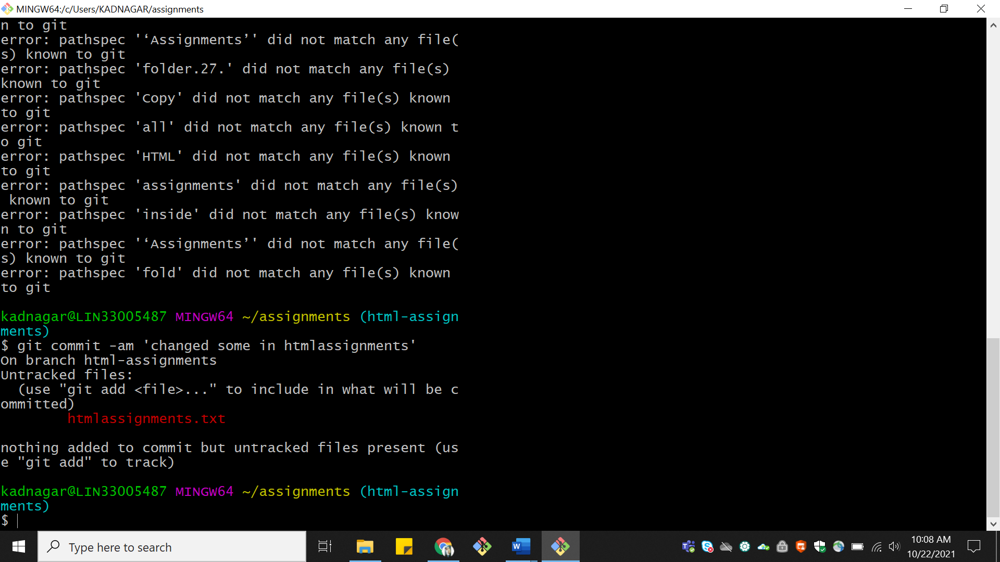 MINGW64:/c/Users/KADNAGAR/assignments
n to git
error: pathspec '‘Assignments’' did not match any file(
s) known to git
error: pathspec 'folder.27.' did not match any file(s)
known to git
error: pathspec 'Copy' did not match any file(s) known
to git
error: pathspec 'all' did not match any file(s) known t
o git
error: pathspec 'HTML' did not match any file(s) known
to git
error: pathspec 'assignments' did not match any file(s)
 known to git
error: pathspec 'inside' did not match any file(s) know
n to git
error: pathspec '‘Assignments’' did not match any file(
s) known to git
error: pathspec 'fold' did not match any file(s) known
to git
kadnagar@LIN33005487 MINGW64 ~/assignments (html-assign
ments)
$ git commit -am 'changed some in htmlassignments'
On branch html-assignments
Untracked files:
  (use "git add <file>..." to include in what will be c
ommitted)
        htmlassignments.txt
nothing added to commit but untracked files present (us
e "git add" to track)
kadnagar@LIN33005487 MINGW64 ~/assignments (html-assign
ments)
$
Type here to search
10:08 AM
10/22/2021